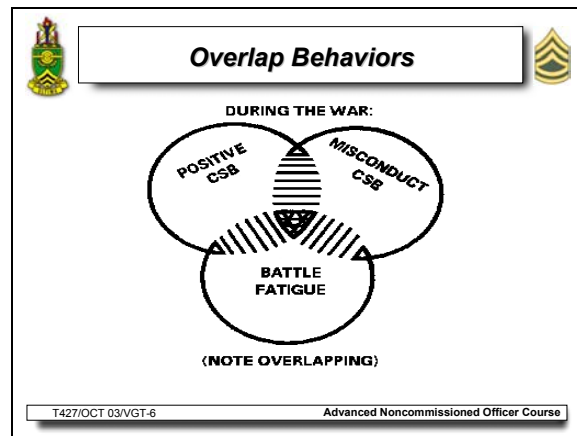 Overlap Behaviors
DURING THE WAR:
POSITIVE
CSB
MISCONDUCT
CSB
BATTLE
FATIGUE
(NOTE OVERLAPPING)
T427/OCT 03/VGT-6
Advanced Noncommissioned Officer Course